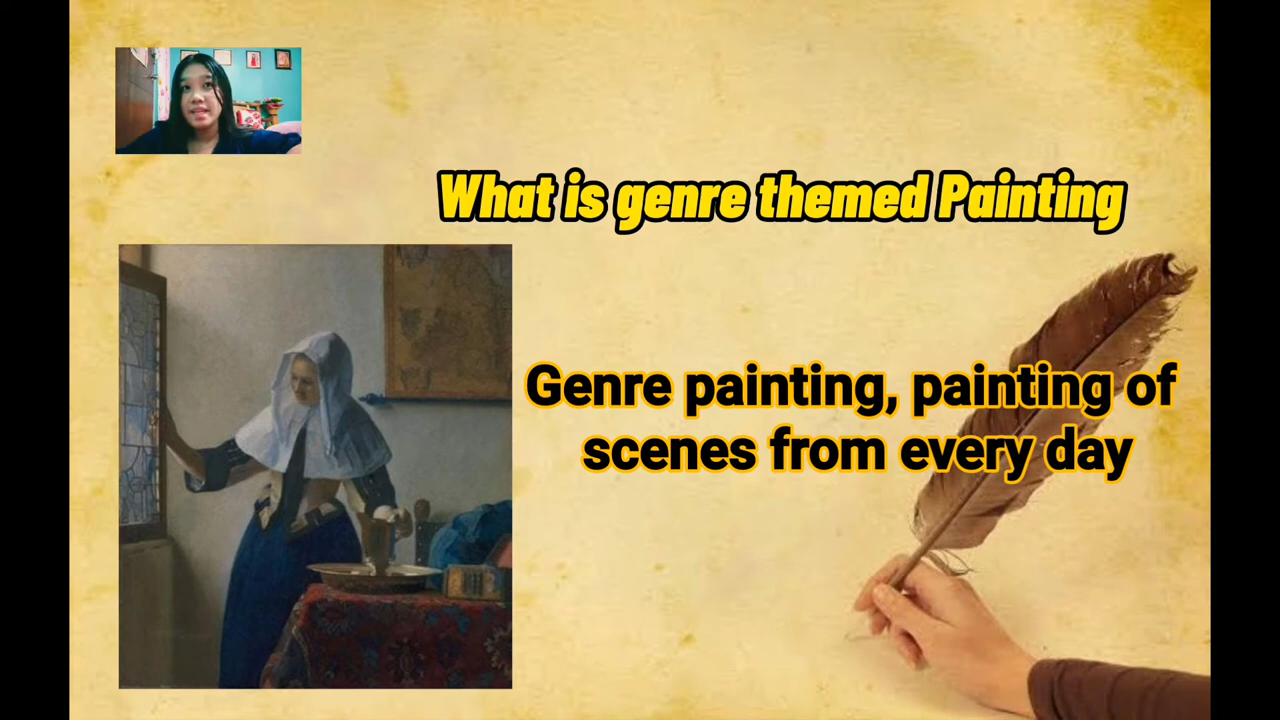 What is genre themed Painting
Genre painting, painting of
scenes from every day